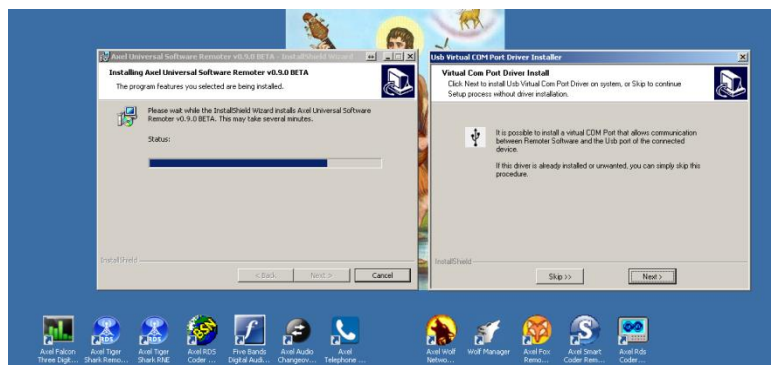 Axel Universal Software Remoter v0.9.0 BETA - InstallShield Wizard
Installing Axel Universal Software Remoter v0.9.0 BETA
The program features you selected are being installed.
Please wait while the InstallShield Wizard installs Axel Universal Software
Remoter v0.9.0 BETA. This may take several minutes.
Status:
InstallShield
< Back
Next >
Cancel
Usb Virtual COM Port Driver Installer
Virtual Com Port Driver Install
Click Next to install Usb Virtual Com Port Driver on system, or Skip to continue
Setup process without driver installation.
It is possible to install a virtual COM Port that allows communication
between Remoter Software and the Usb port of the connected
device.
If this driver is already installed or unwanted, you can simply skip this
procedure.
InstallShield
Skip >>
Next >
Axel Falcon
Three Digit...
Axel Tiger
Shark Remo...
RDS
Axel Tiger
Shark RNE
RDS
Axel RDS
Coder ...
Five Bands
Digital Audi...
Axel Audio
Changeov...
Axel
Telephone ...
Axel Wolf
Netwo...
Wolf Manager
Axel Fox
Remo...
Axel Smart
Coder Rem...
Axel Rds
Coder...